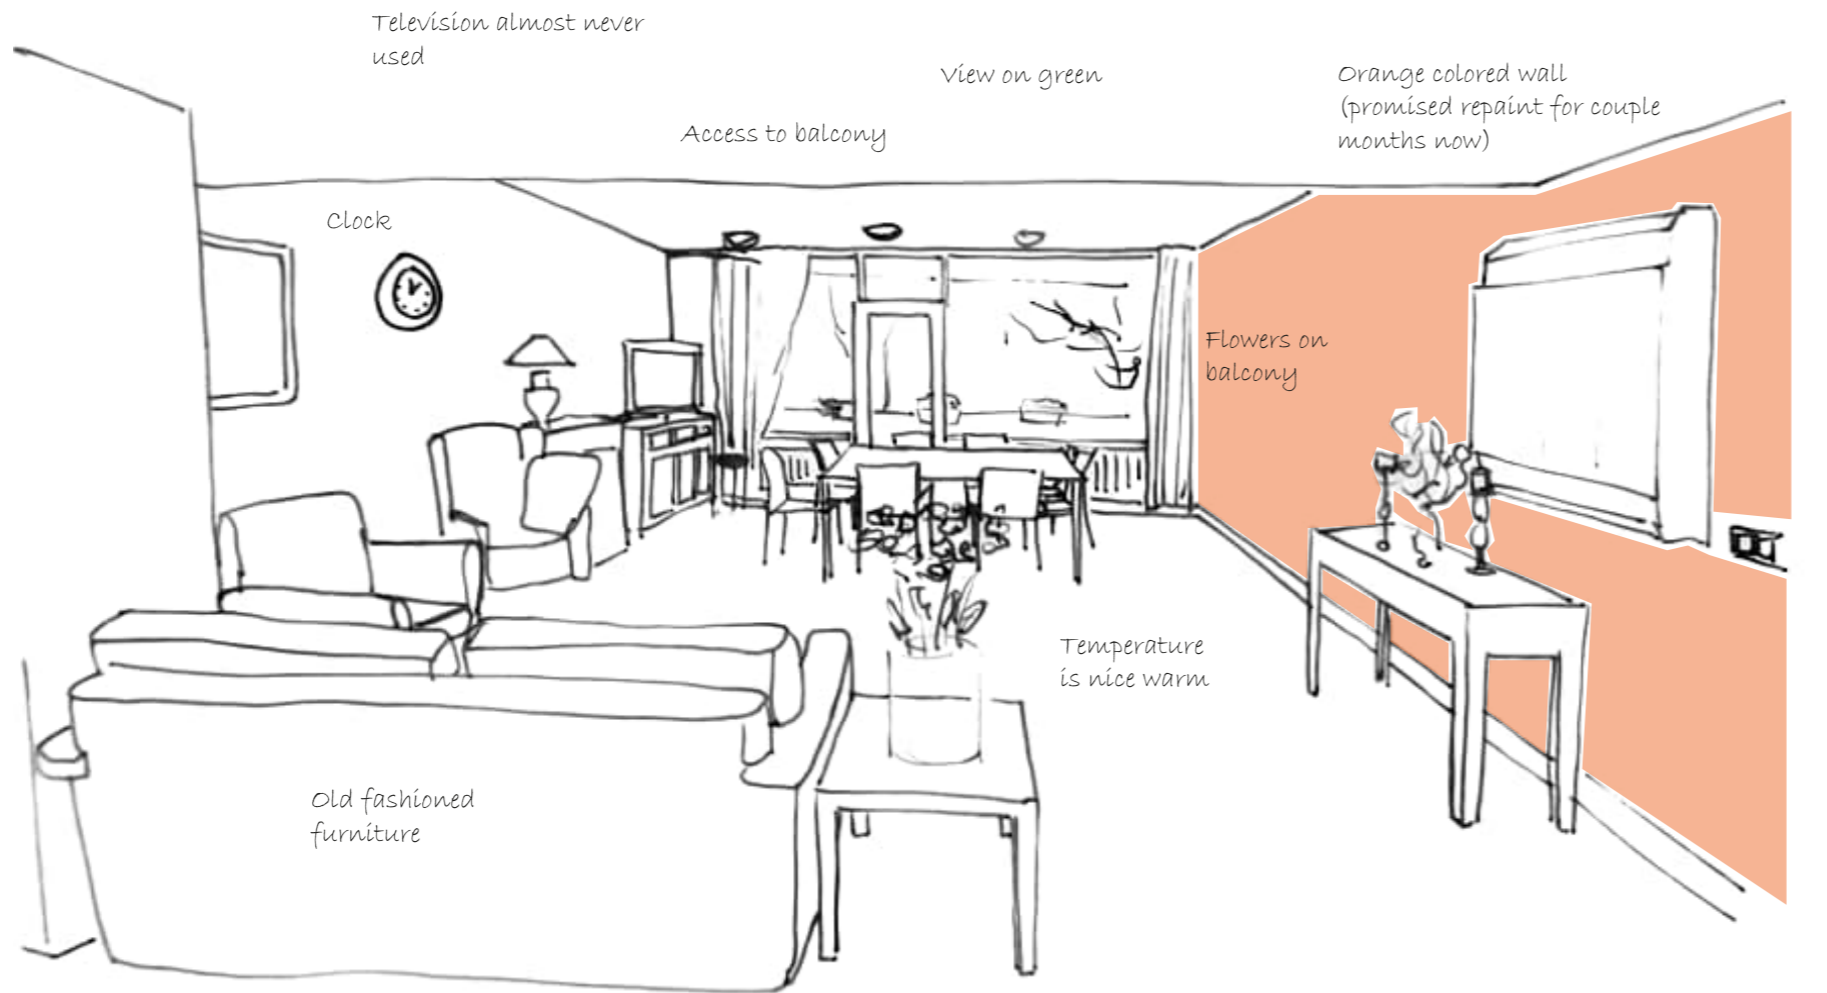 Television almost never
used
View on green
Orange colored wall
(promised repaint for couple
months now)
Access to balcony
Clock
Flowers on
balcony
Temperature
is nice warm
Old fashioned
furniture